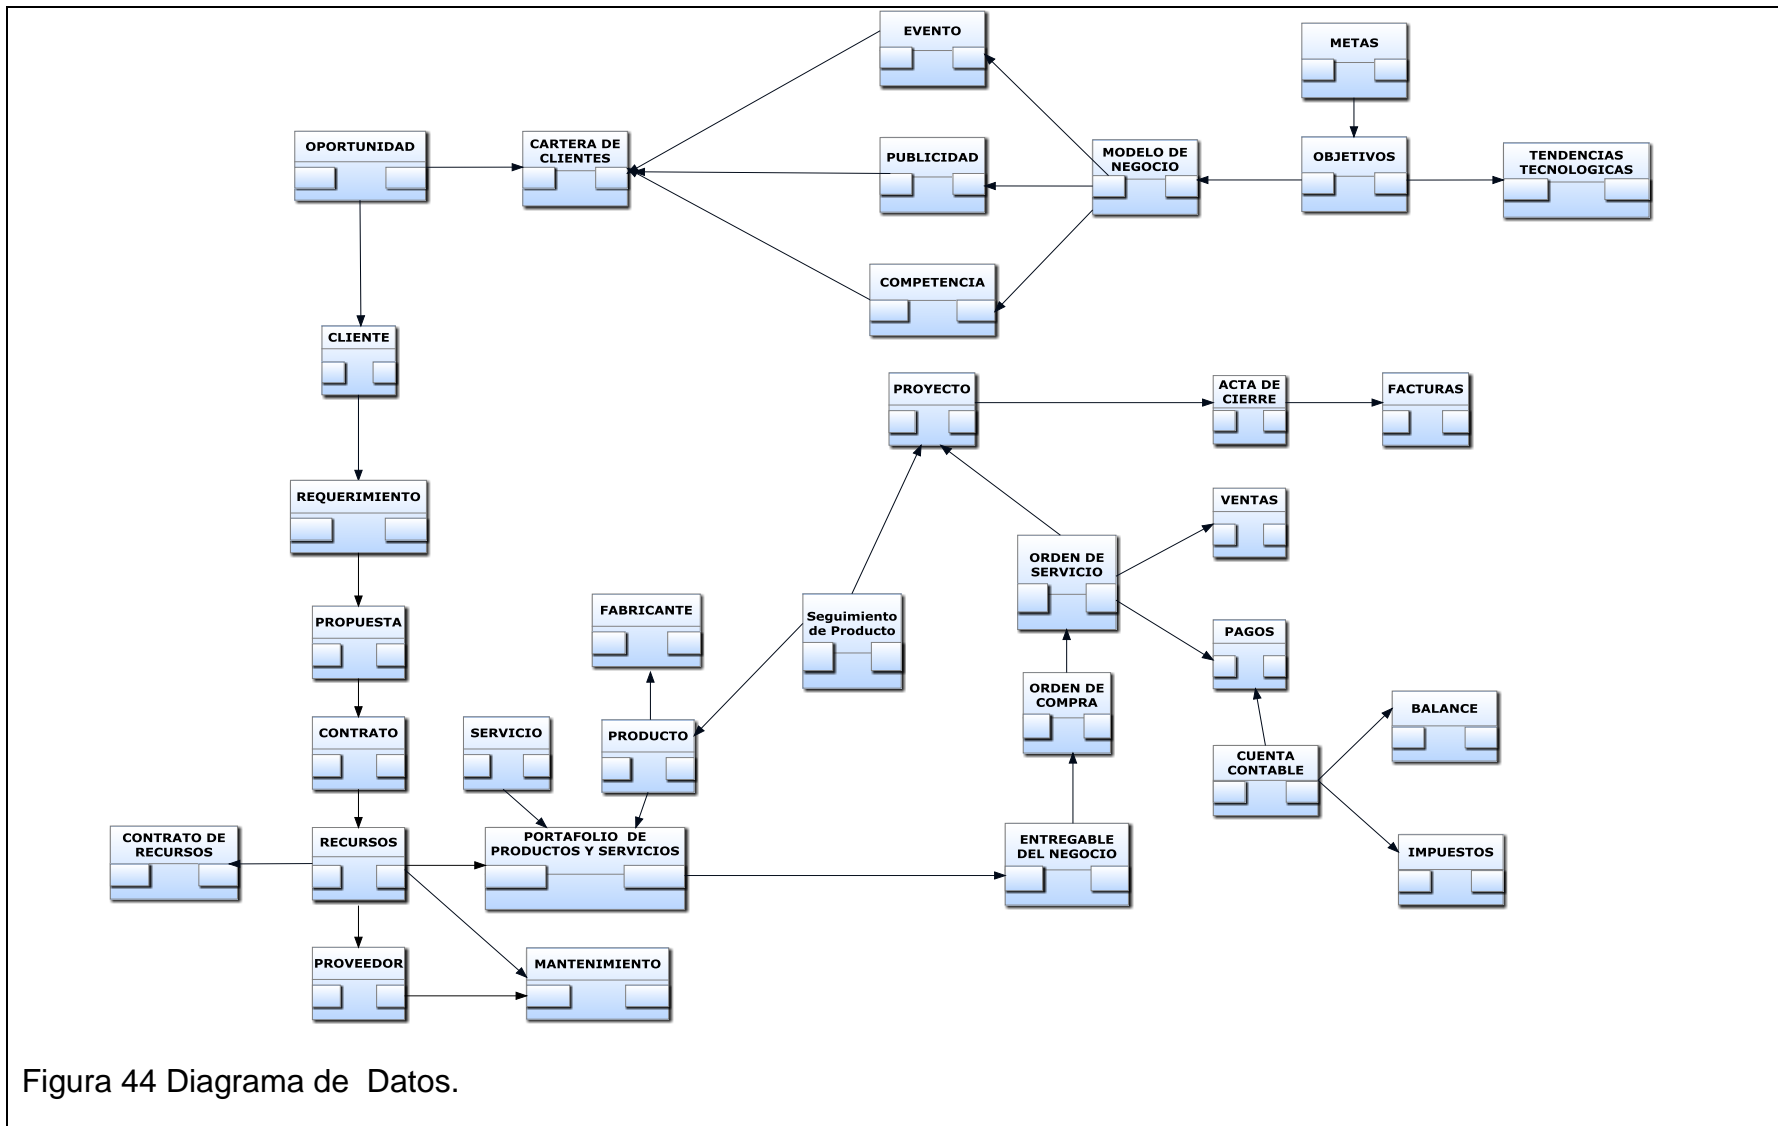 EVENTO
METAS
OPORTUNIDAD
CARTERA DE
CLIENTES
PUBLICIDAD
MODELO DE
NEGOCIO
OBJETIVOS
TENDENCIAS
TECNOLOGICAS
COMPETENCIA
CLIENTE
PROYECTO
ACTA DE
CIERRE
FACTURAS
REQUERIMIENTO
VENTAS
ORDEN DE
SERVICIO
PROPUESTA
FABRICANTE
Seguimiento
de Producto
PAGOS
ORDEN DE
COMPRA
BALANCE
CONTRATO
SERVICIO
PRODUCTO
CUENTA
CONTABLE
CONTRATO DE
RECURSOS
RECURSOS
PORTAFOLIO DE
PRODUCTOS Y SERVICIOS
ENTREGABLE
DEL NEGOCIO
IMPUESTOS
PROVEEDOR
MANTENIMIENTO
Figura 44 Diagrama de Datos.